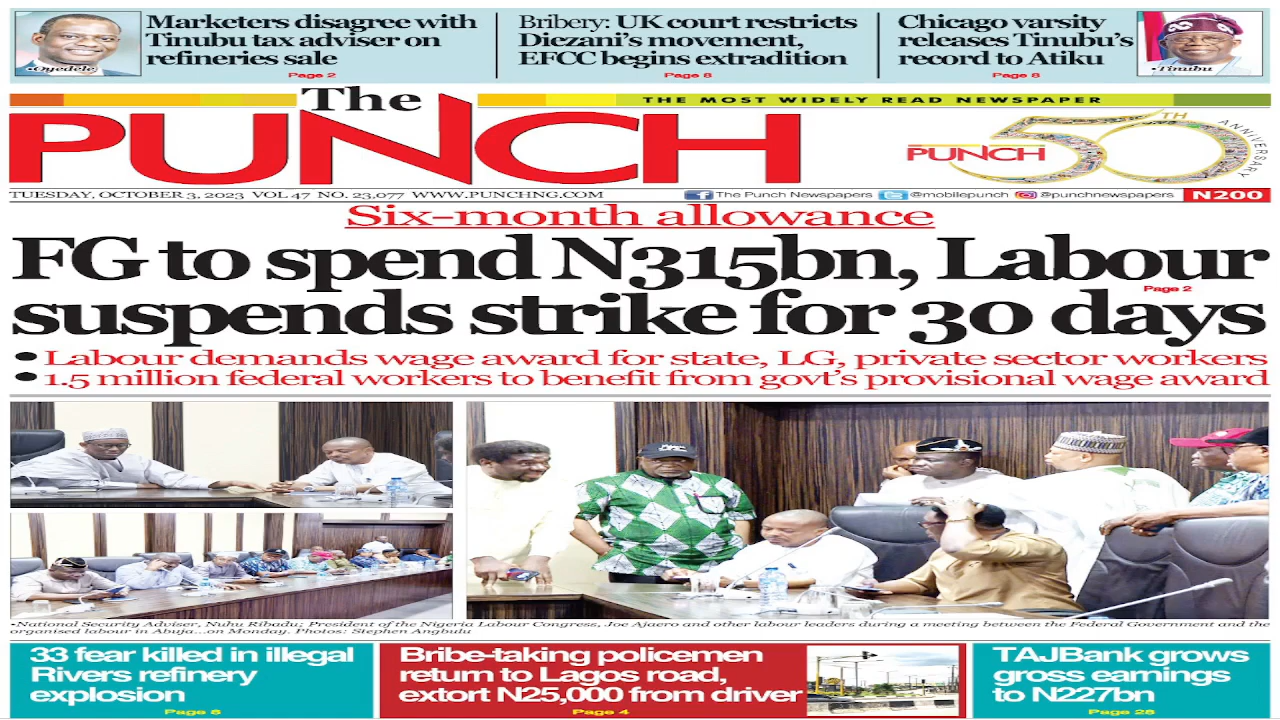 Marketers disagree with
Tinubu tax adviser on
refineries sale
Page 2
•Oyedele
Bribery: UK court restricts
Diezani's movement,
EFCC begins extradition
Page 8
Chicago varsity
releases Tinubu's
record to Atiku
Page 8
•Tinubu
The
PUNCH
THE MOST WIDELY READ NEWSPAPER
PUNCH 50TH ANNIVERSARY
TUESDAY, OCTOBER 3, 2023 VOL 47 NO. 23,077 WWW.PUNCHNG.COM
The Punch Newspapers @mobilepunch @punchnewspapers
N200
Six-month allowance
FG to spend N315bn, Labour
suspends strike for 30 days
Page 2
• Labour demands wage award for state, LG, private sector workers
• 1.5 million federal workers to benefit from govt's provisional wage award
•National Security Adviser, Nuhu Ribadu; President of the Nigeria Labour Congress, Joe Ajaero and other labour leaders during a meeting between the Federal Government and the
organised labour in Abuja...on Monday. Photos: Stephen Angbulu
33 fear killed in illegal
Rivers refinery
explosion
Page 8
Bribe-taking policemen
return to Lagos road,
extort N25,000 from driver
Page 4
TAJBank grows
gross earnings
to N227bn
Page 28